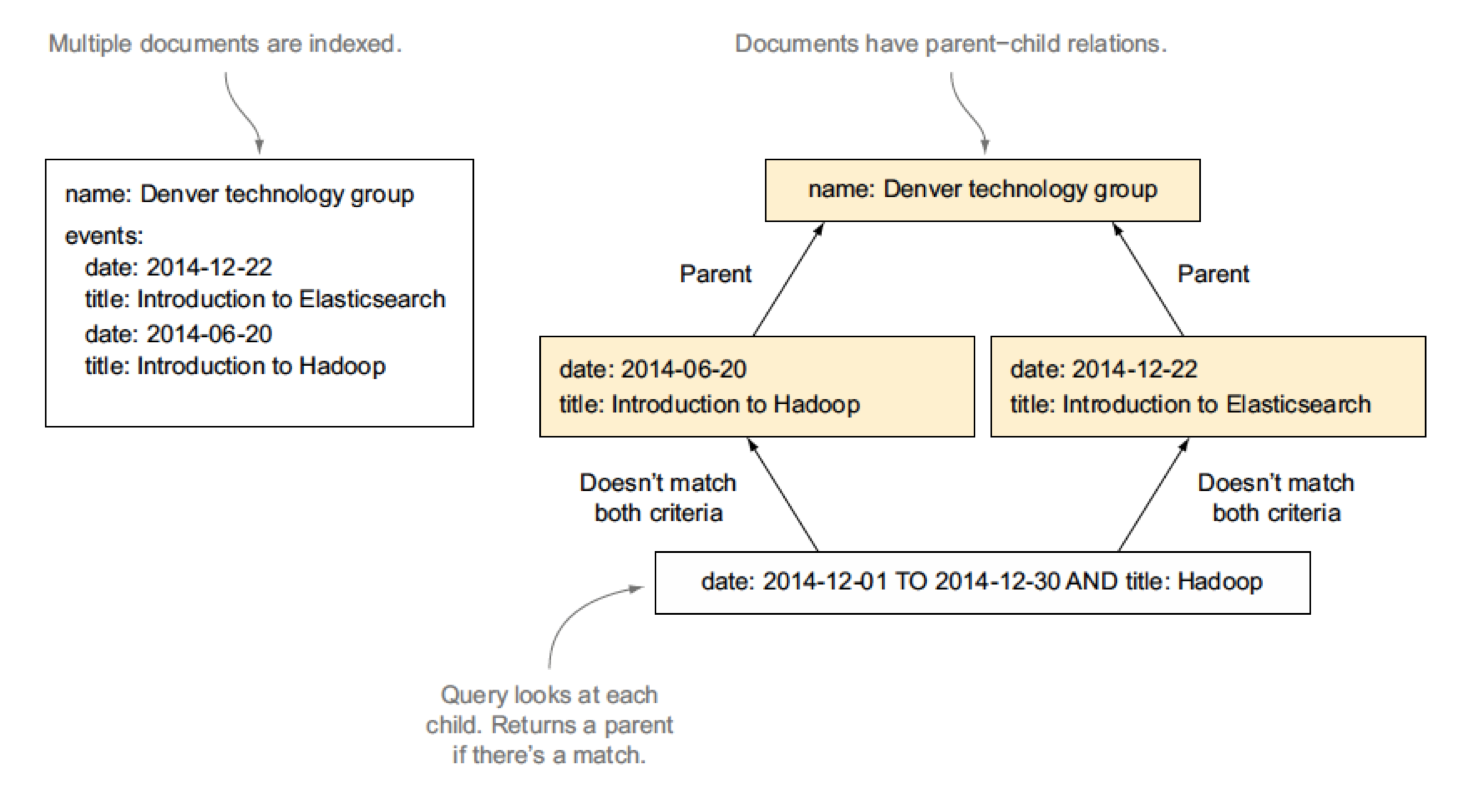 Multiple documents are indexed.
Documents have parent–child relations.
name: Denver technology group
events:
date: 2014-12-22
title: Introduction to Elasticsearch
date: 2014-06-20
title: Introduction to Hadoop
name: Denver technology group
Parent
Parent
date: 2014-06-20
title: Introduction to Hadoop
date: 2014-12-22
title: Introduction to Elasticsearch
Doesn’t match
both criteria
Doesn’t match
both criteria
date: 2014-12-01 TO 2014-12-30 AND title: Hadoop
Query looks at each
child. Returns a parent
if there’s a match.